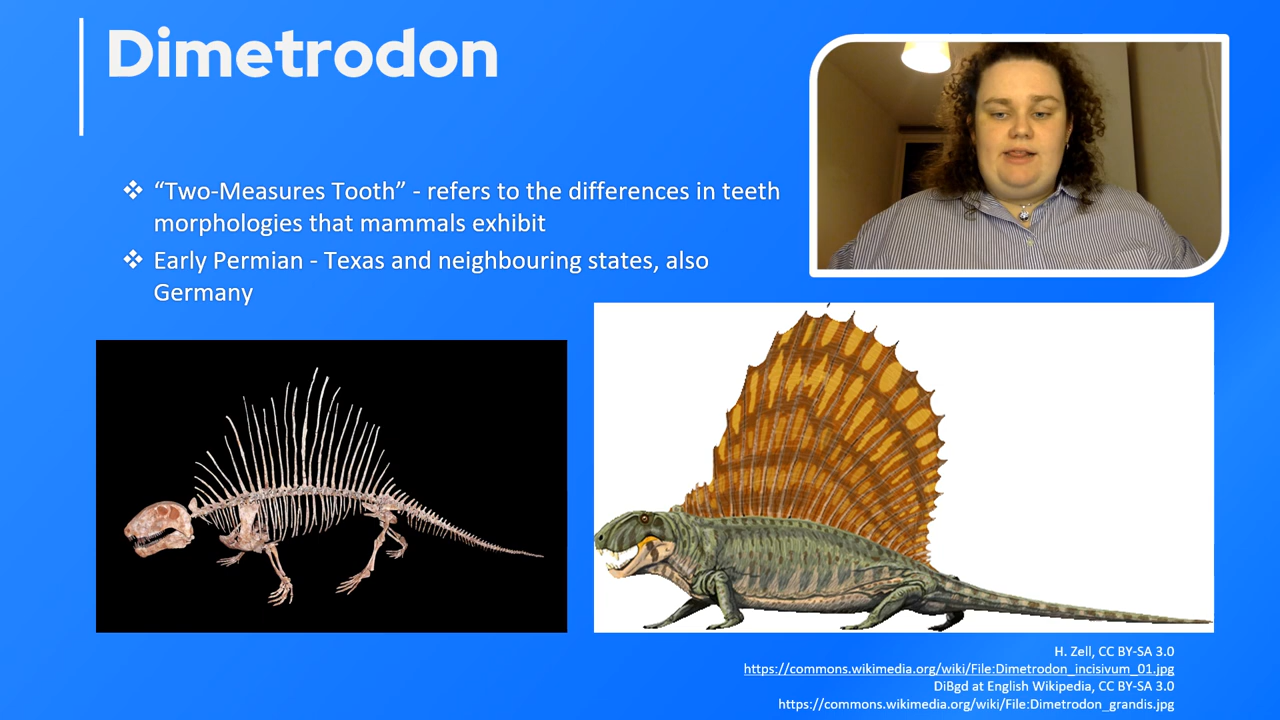 Dimetrodon
❖ “Two-Measures Tooth” - refers to the differences in teeth
morphologies that mammals exhibit
❖ Early Permian - Texas and neighbouring states, also
Germany
H. Zell, CC BY-SA 3.0
https://commons.wikimedia.org/wiki/File:Dimetrodon_incisivum_01.jpg
DiBgd at English Wikipedia, CC BY-SA 3.0
https://commons.wikimedia.org/wiki/File:Dimetrodon_grandis.jpg